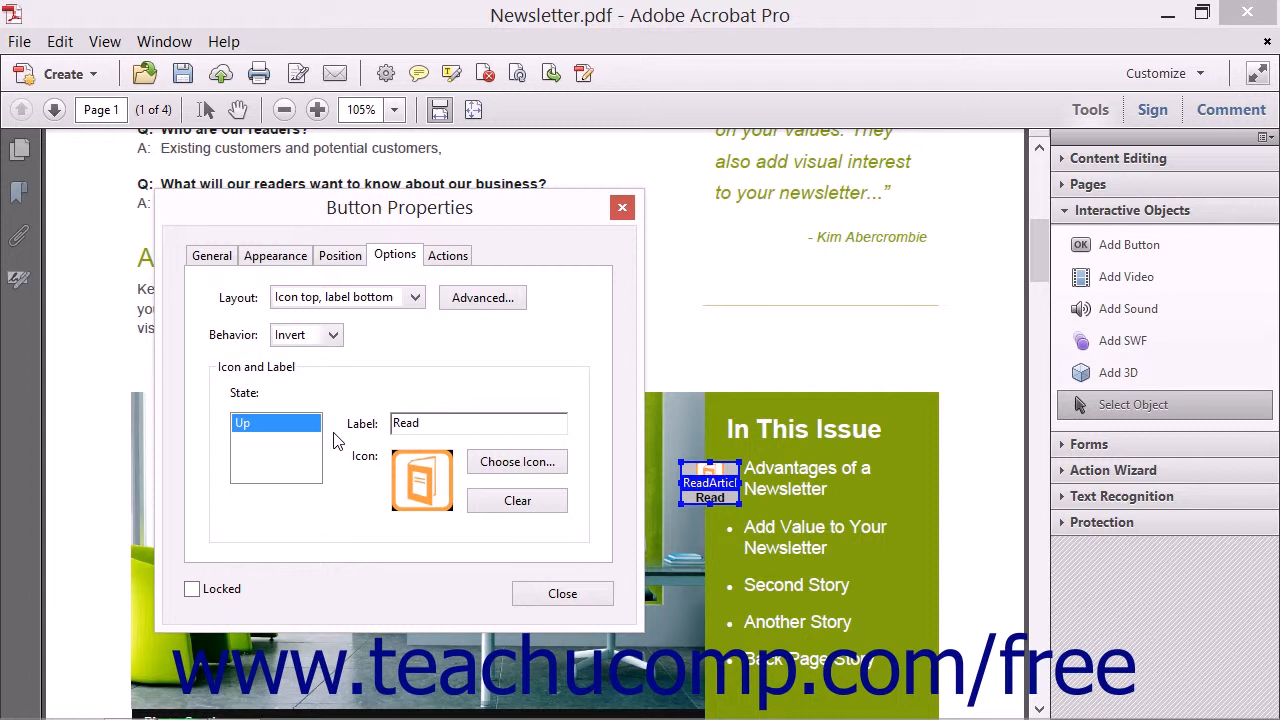 Newsletter.pdf - Adobe Acrobat Pro
File Edit View Window Help
Create
Customize
Page 1 (1 of 4) 105% Tools Sign Comment
Q: Who are our readers?
A: Existing customers and potential customers,
Q: What will our readers want to know about our business?
A:
A
Ke
you
vis
on your values. They
also add visual interest
to your newsletter...”
- Kim Abercrombie
Button Properties
General Appearance Position Options Actions
Layout: Icon top, label bottom Advanced...
Behavior: Invert
Icon and Label
State:
Up
Label: Read
Icon: Choose Icon...
Clear
Locked
Close
In This Issue
ReadArticl
Read
Advantages of a
Newsletter
• Add Value to Your
Newsletter
• Second Story
• Another Story
• Back Page Story
Content Editing
Pages
Interactive Objects
OK Add Button
Add Video
Add Sound
Add SWF
Add 3D
Select Object
Forms
Action Wizard
Text Recognition
Protection
www.teachucomp.com/free